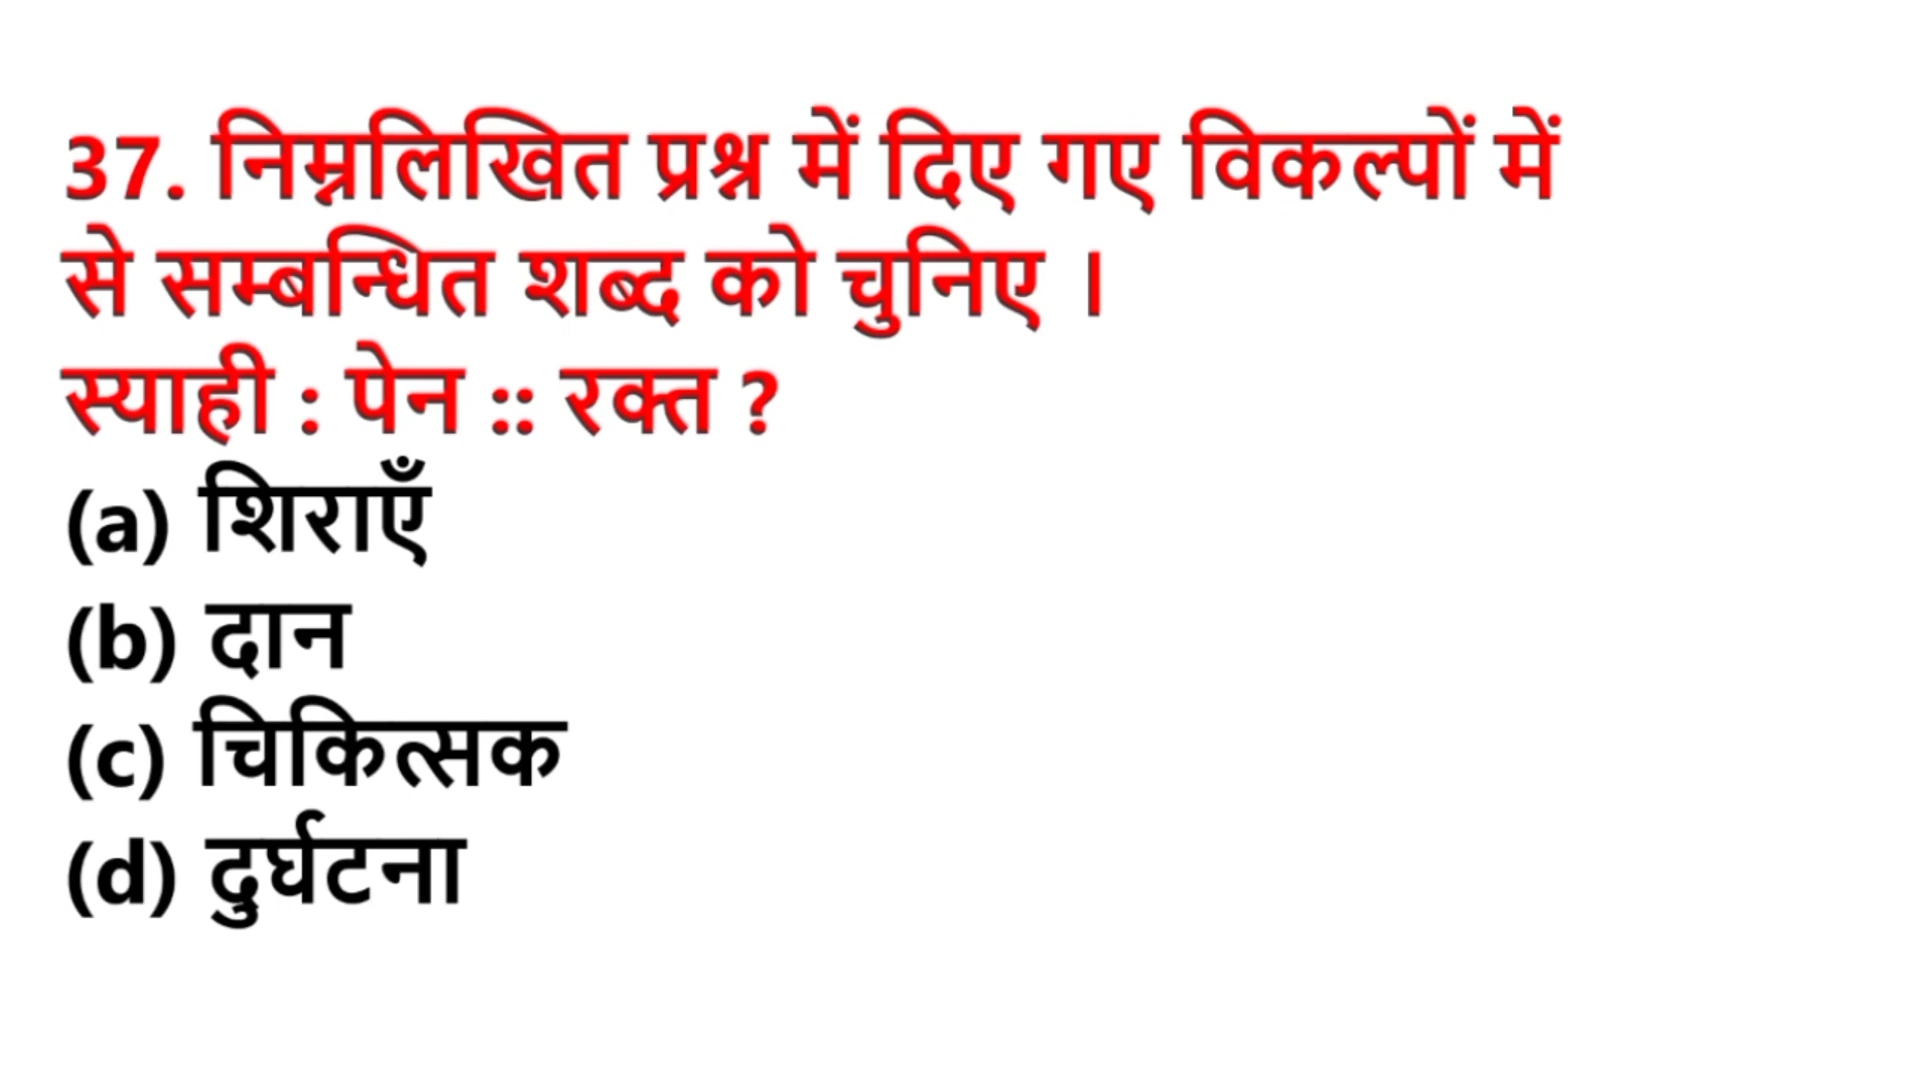 37. निम्नलिखित प्रश्न में दिए गए विकल्पों में
से सम्बन्धित शब्द को चुनिए ।
स्याही : पेन :: रक्त ?
(a) शिराएँ
(b) दान
(c) चिकित्सक
(d) दुर्घटना